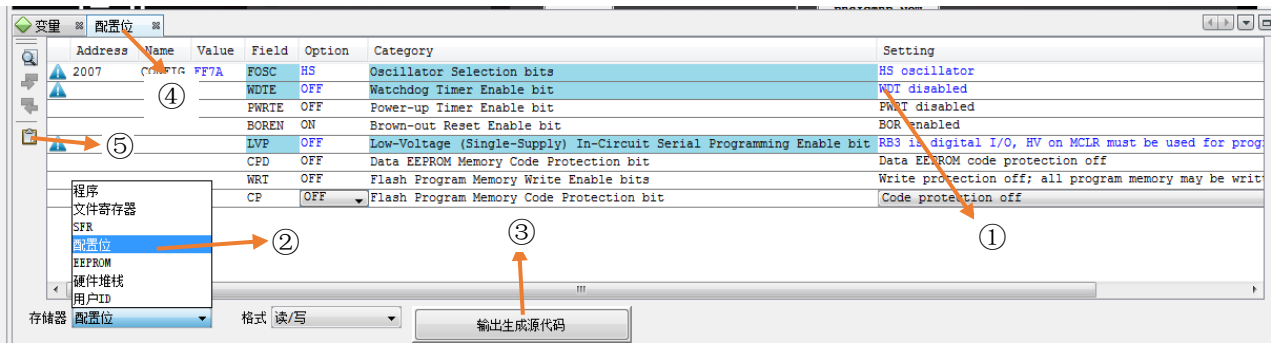 变量 配置位
Address Name Value Field Option Category Setting
2007 CONFIG FF7A FOSC HS Oscillator Selection bits HS oscillator
WDTE OFF Watchdog Timer Enable bit WDT disabled
④
PWRTE OFF Power-up Timer Enable bit PWRT disabled
BOREN ON Brown-out Reset Enable bit BOR enabled
⑤
LVP OFF Low-Voltage (Single-Supply) In-Circuit Serial Programming Enable bit RB3 is digital I/O, HV on MCLR must be used for prog
CPD OFF Data EEPROM Memory Code Protection bit Data EEPROM code protection off
WRT OFF Flash Program Memory Write Enable bits Write protection off; all program memory may be writ
CP OFF Flash Program Memory Code Protection bit Code protection off
程序
文件寄存器
SFR
配置位
② ③ ①
EEPROM
硬件堆栈
用户ID
存储器 配置位 格式 读/写 输出生成源代码